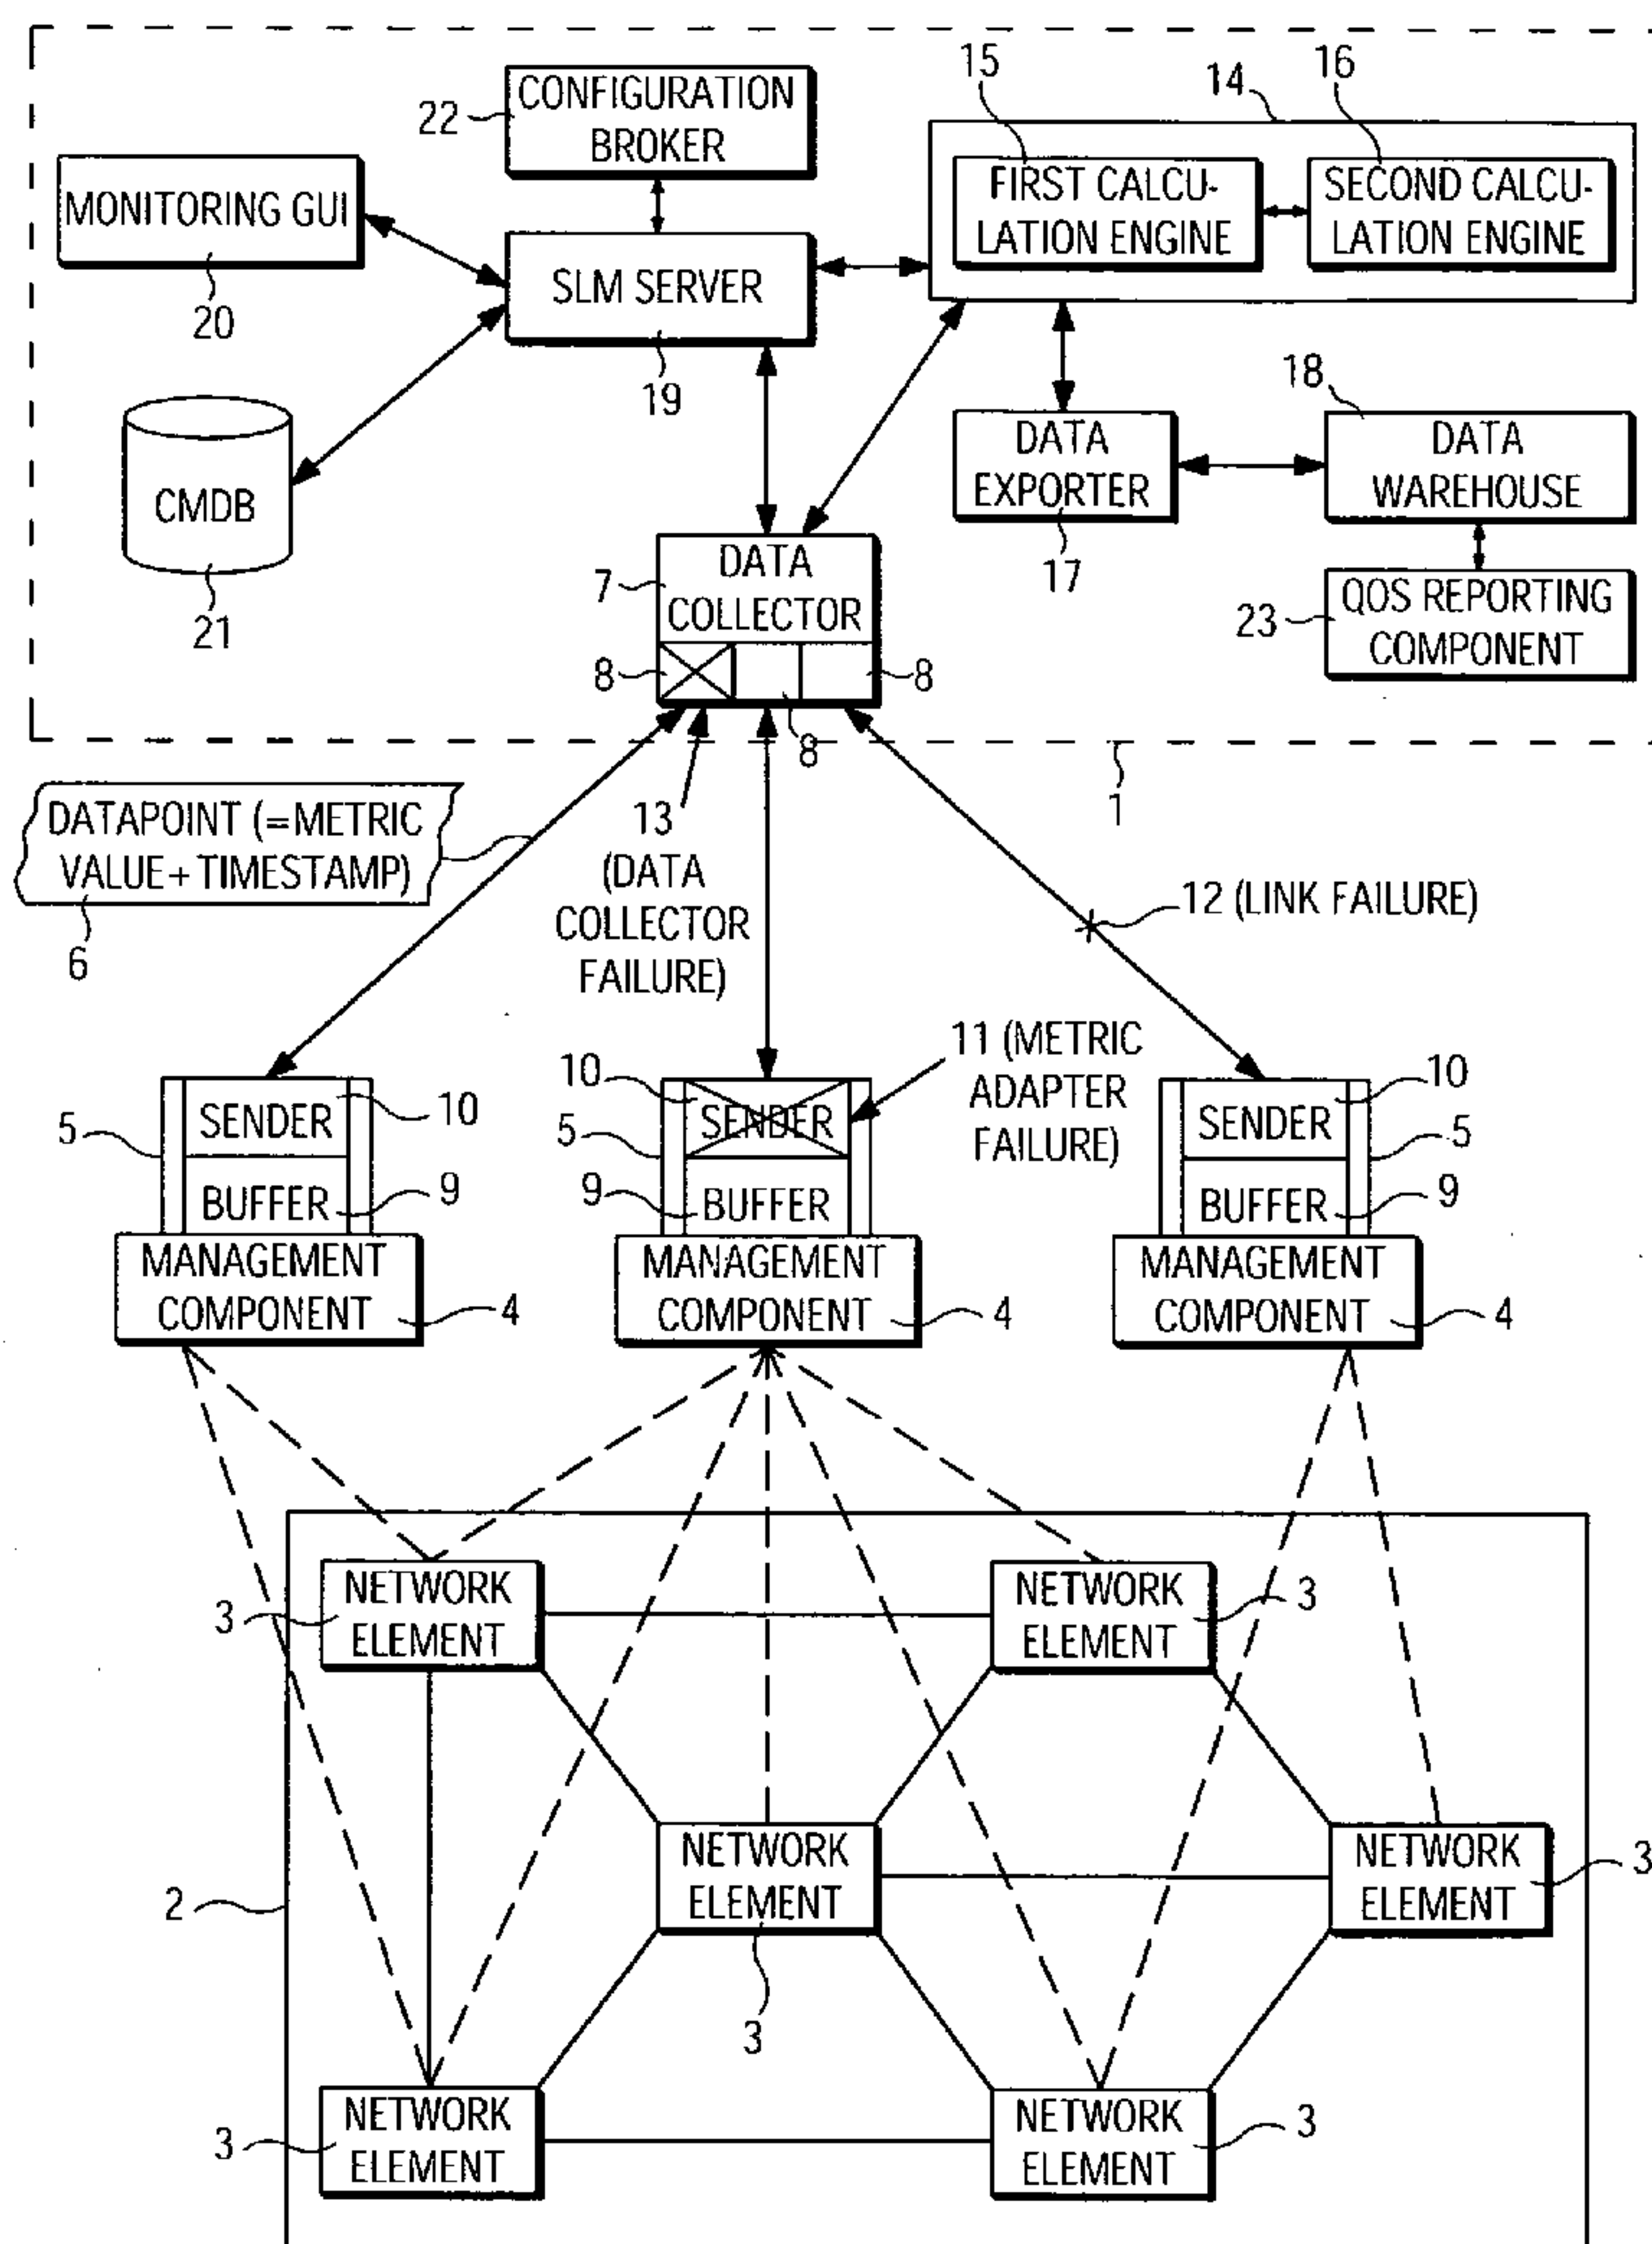 15
16
14
22
CONFIGURATION
BROKER
FIRST CALCU-
LATION ENGINE
SECOND CALCU-
LATION ENGINE
MONITORING GUI
20
SLM SERVER
19
18
DATA
EXPORTER
17
DATA
WAREHOUSE
CMDB
21
7
DATA
COLLECTOR
8
8
8
23
QOS REPORTING
COMPONENT
1
DATAPOINT (=METRIC
VALUE+TIMESTAMP)
6
13
(DATA
COLLECTOR
FAILURE)
12 (LINK FAILURE)
11 (METRIC
ADAPTER
FAILURE)
5
SENDER
10
BUFFER
9
MANAGEMENT
COMPONENT
4
10
5
SENDER
9
BUFFER
MANAGEMENT
COMPONENT
4
SENDER
10
5
BUFFER
9
MANAGEMENT
COMPONENT
4
3
NETWORK
ELEMENT
NETWORK
ELEMENT
3
2
NETWORK
ELEMENT
3
NETWORK
ELEMENT
3
3
NETWORK
ELEMENT
NETWORK
ELEMENT
3